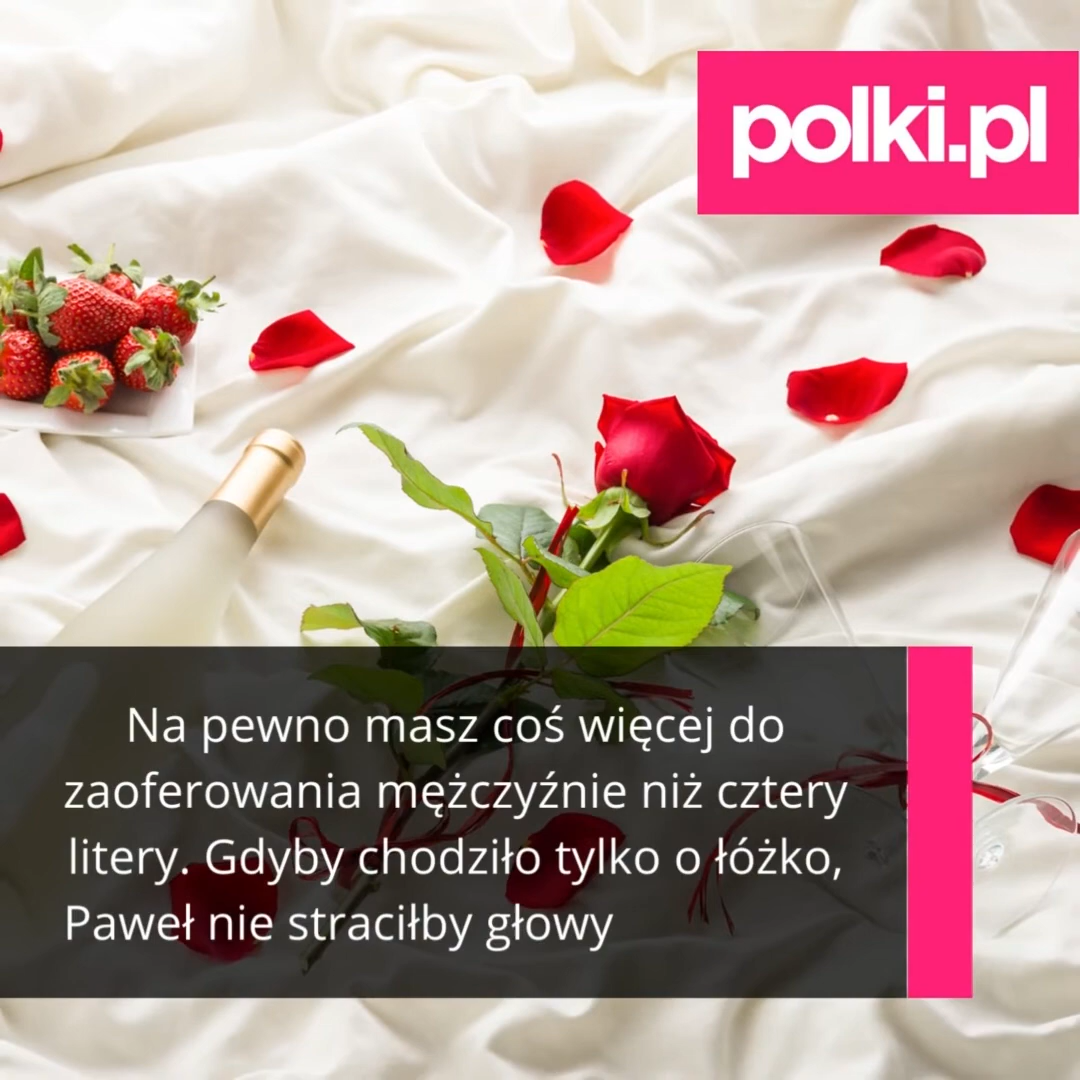 polki.pl
Na pewno masz coś więcej do
zaoferowania mężczyźnie niż cztery
litery. Gdyby chodziło tylko o łóżko,
Paweł nie straciłby głowy